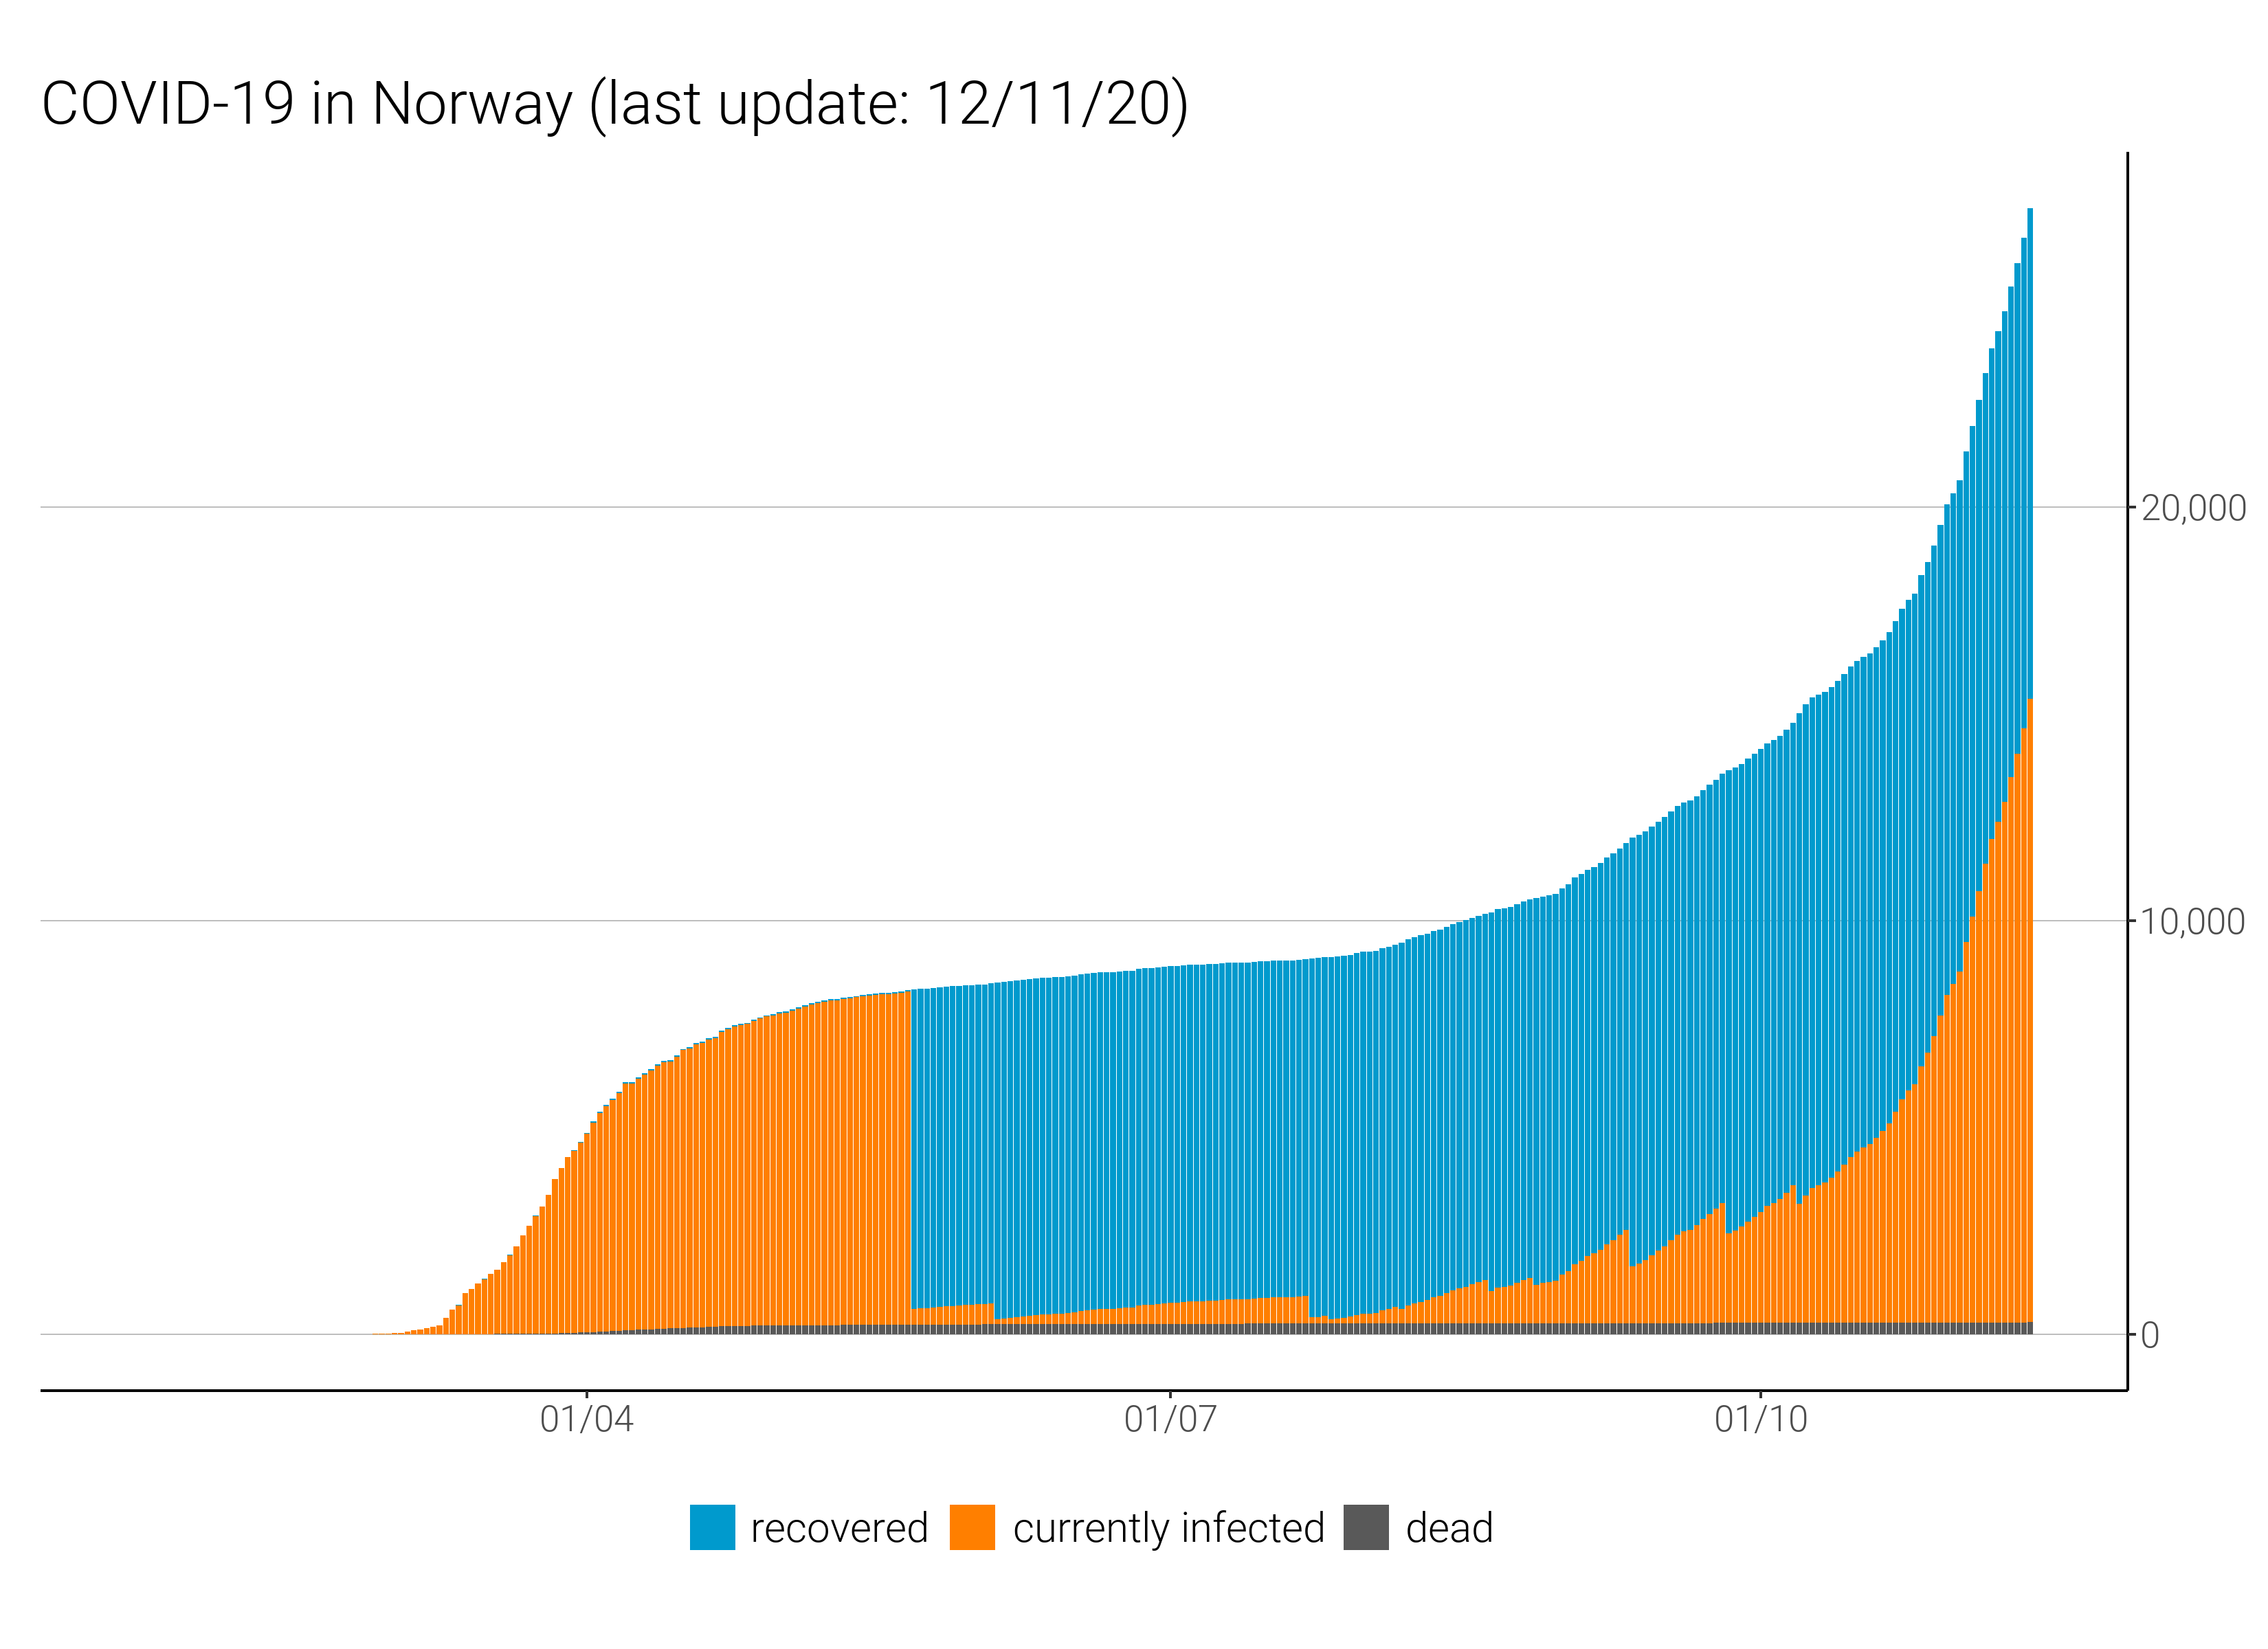 COVID-19 in Norway (last update: 12/11/20)
20,000
10,000
0
01/04 01/07 01/10
recovered currently infected dead